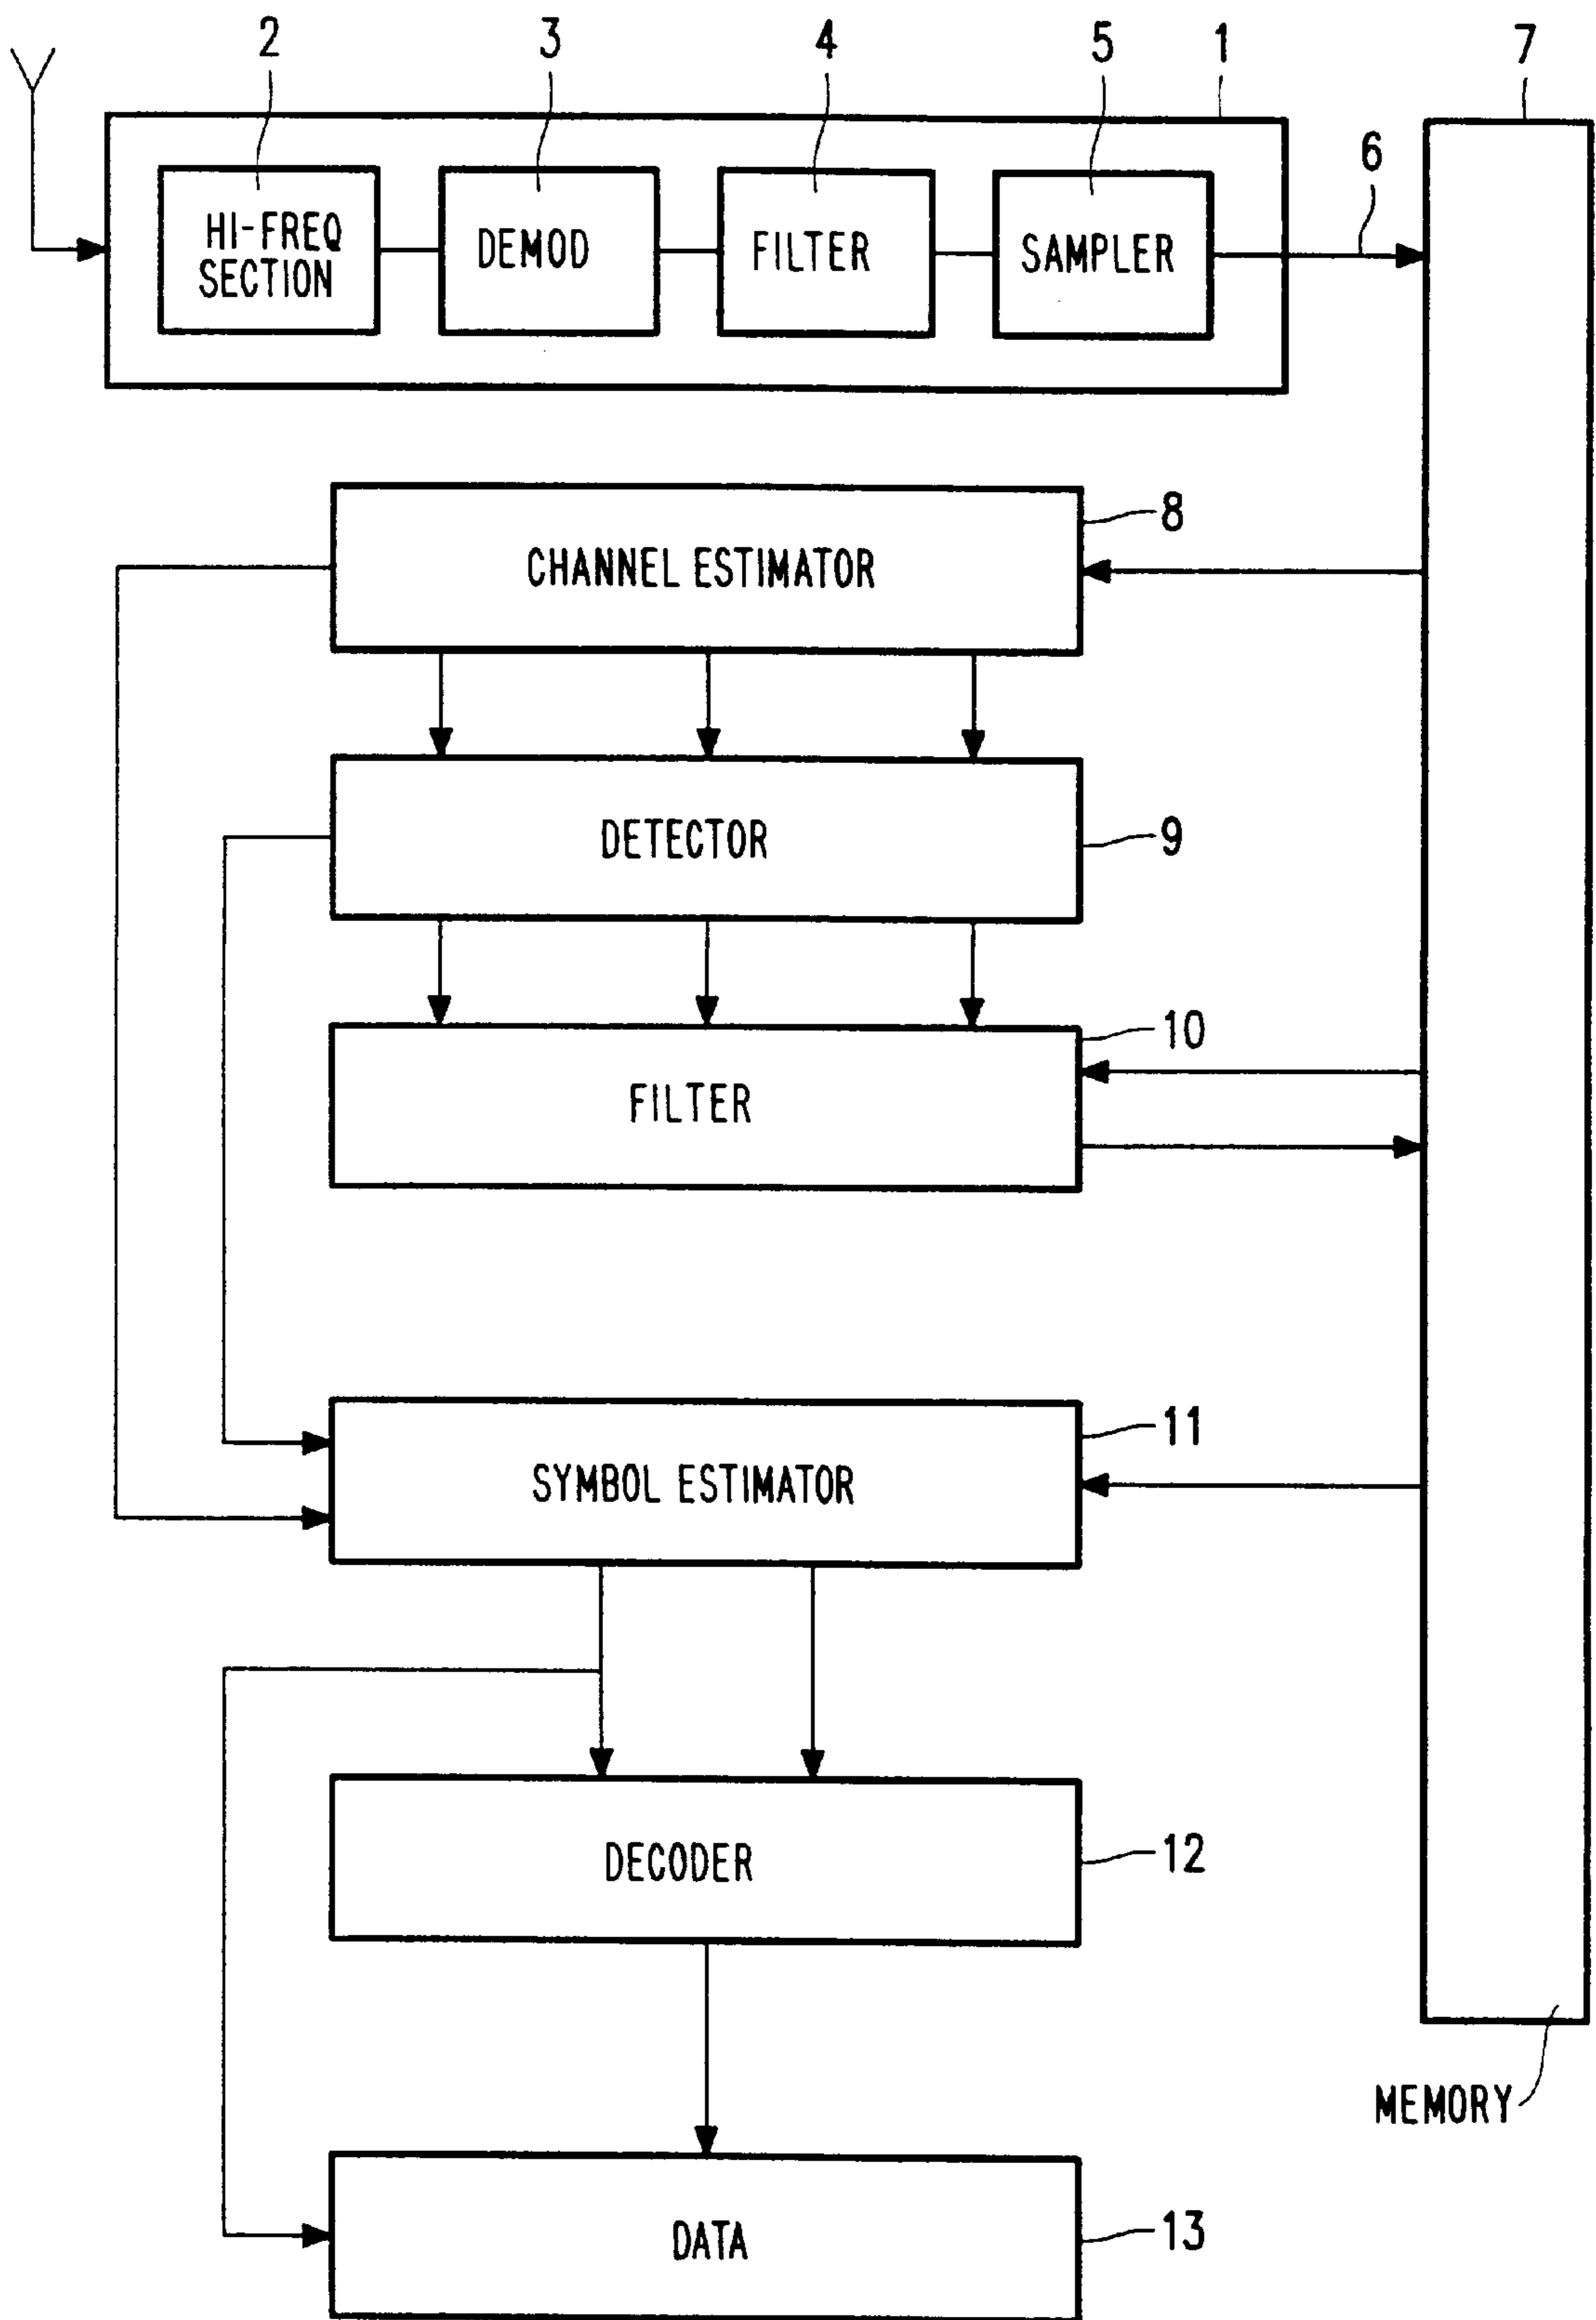 2
3
4
5
1
7
6
HI-FREQ
SECTION
DEMOD
FILTER
SAMPLER
8
CHANNEL ESTIMATOR
9
DETECTOR
10
FILTER
11
SYMBOL ESTIMATOR
12
DECODER
MEMORY
13
DATA